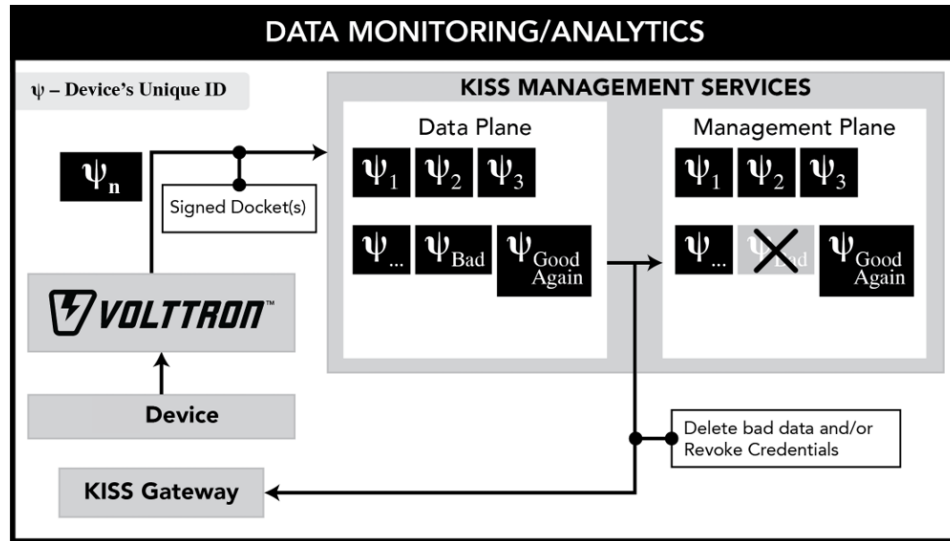 DATA MONITORING/ANALYTICS
ψ – Device's Unique ID
KISS MANAGEMENT SERVICES
Data Plane
Management Plane
ψn
ψ1 ψ2 ψ3
ψ1 ψ2 ψ3
Signed Docket(s)
ψ... ψBad ψGood Again
ψ... ψBad ψGood Again
VOLTTRON™
Device
Delete bad data and/or
Revoke Credentials
KISS Gateway